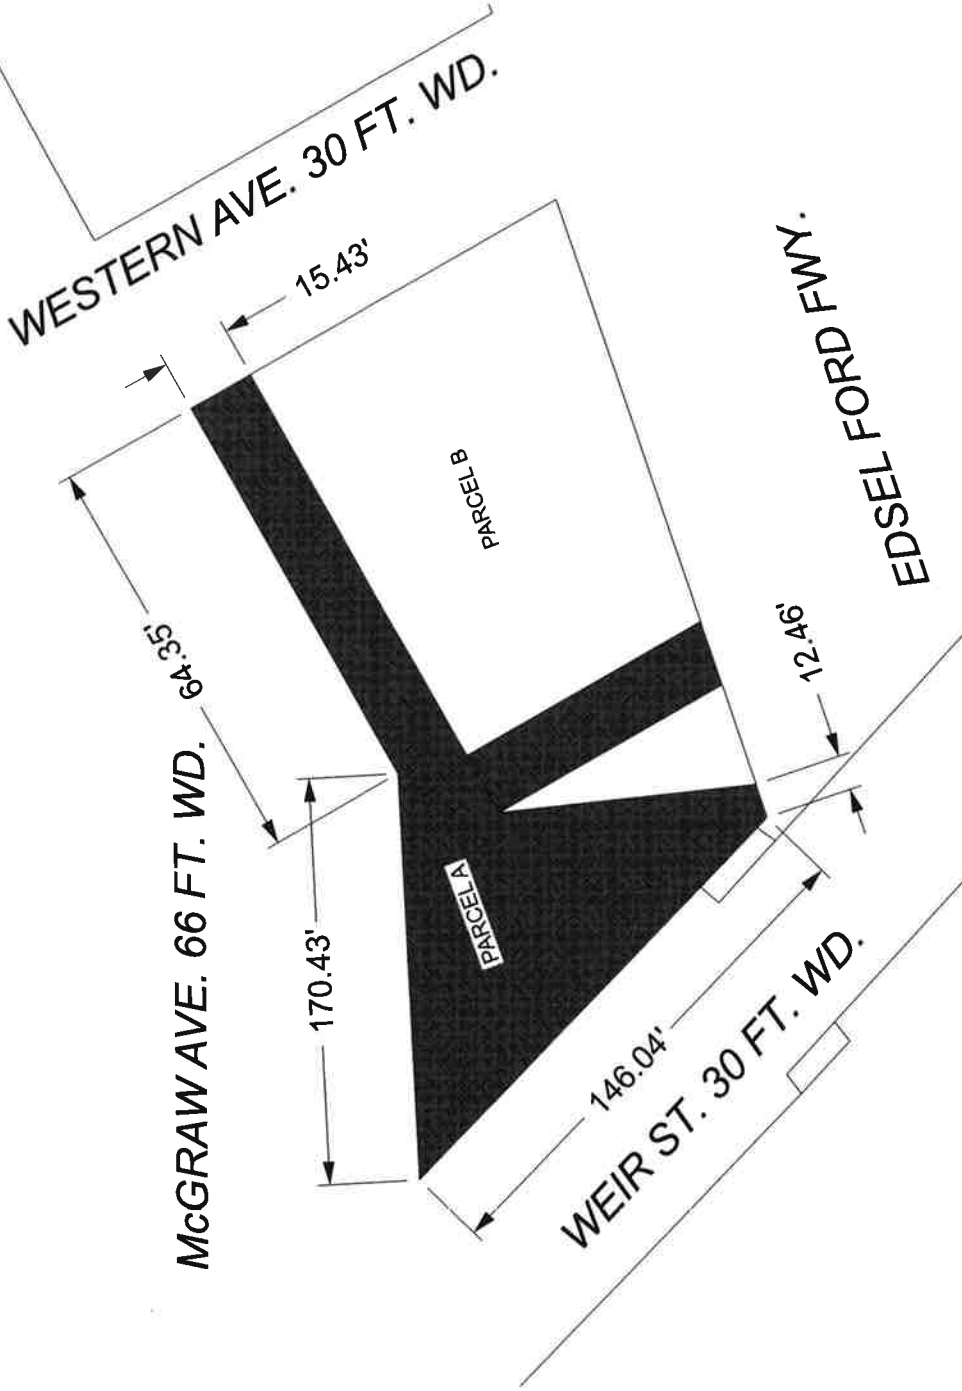 WESTERN AVE. 30 FT. WD.
15.43'
64.35'
McGRAW AVE. 66 FT. WD.
PARCEL B
EDSEL FORD FWY.
12.46'
170.43'
PARCEL A
146.04'
WEIR ST. 30 FT. WD.